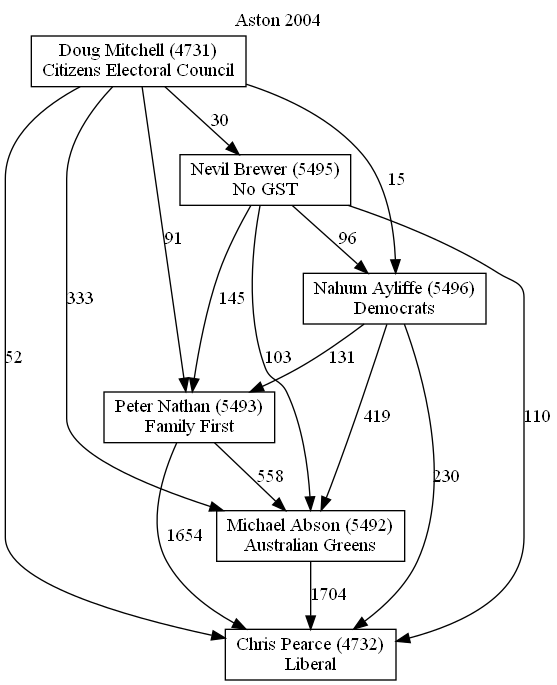 Aston 2004
Doug Mitchell (4731)
Citizens Electoral Council
30
Nevil Brewer (5495)
No GST
15
91
96
Nahum Ayliffe (5496)
Democrats
333
145
52
103
131
419
110
Peter Nathan (5493)
Family First
558
230
1654
Michael Abson (5492)
Australian Greens
1704
Chris Pearce (4732)
Liberal